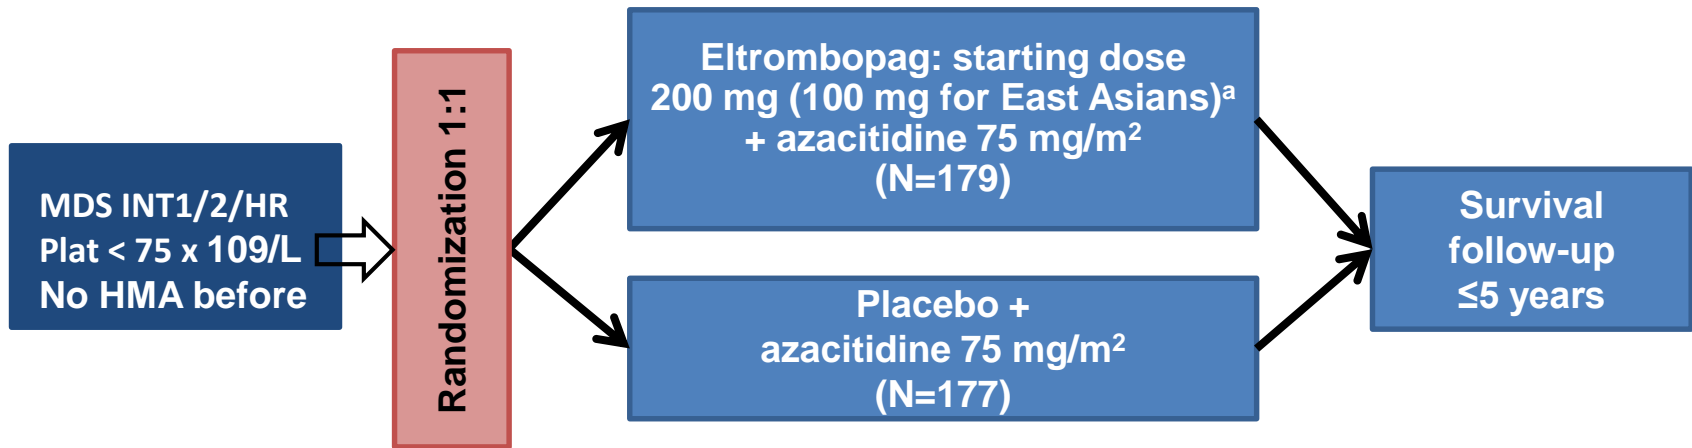 MDS INT1/2/HR
Plat < 75 x 109/L
No HMA before
Randomization 1:1
Eltrombopag: starting dose
200 mg (100 mg for East Asians)ᵃ
+ azacitidine 75 mg/m²
(N=179)
Placebo +
azacitidine 75 mg/m²
(N=177)
Survival
follow-up
≤5 years